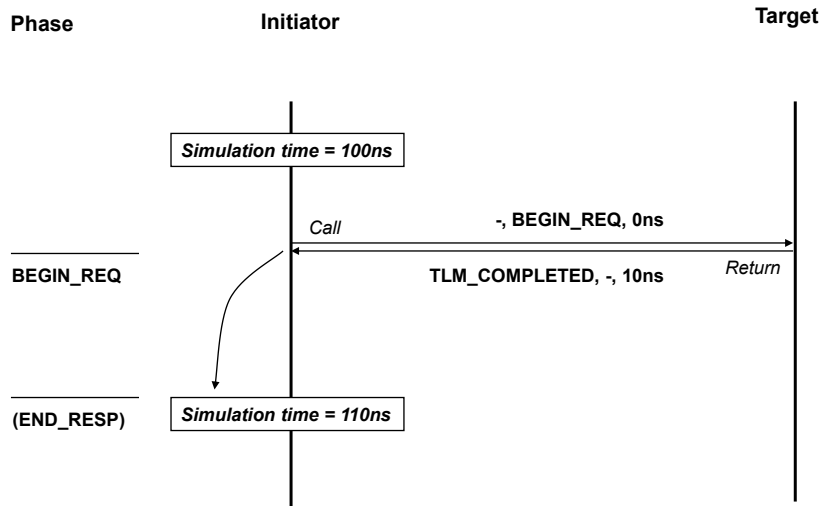 Phase Initiator Target
Simulation time = 100ns
Call -, BEGIN_REQ, 0ns
BEGIN_REQ TLM_COMPLETED, -, 10ns Return
(END_RESP) Simulation time = 110ns